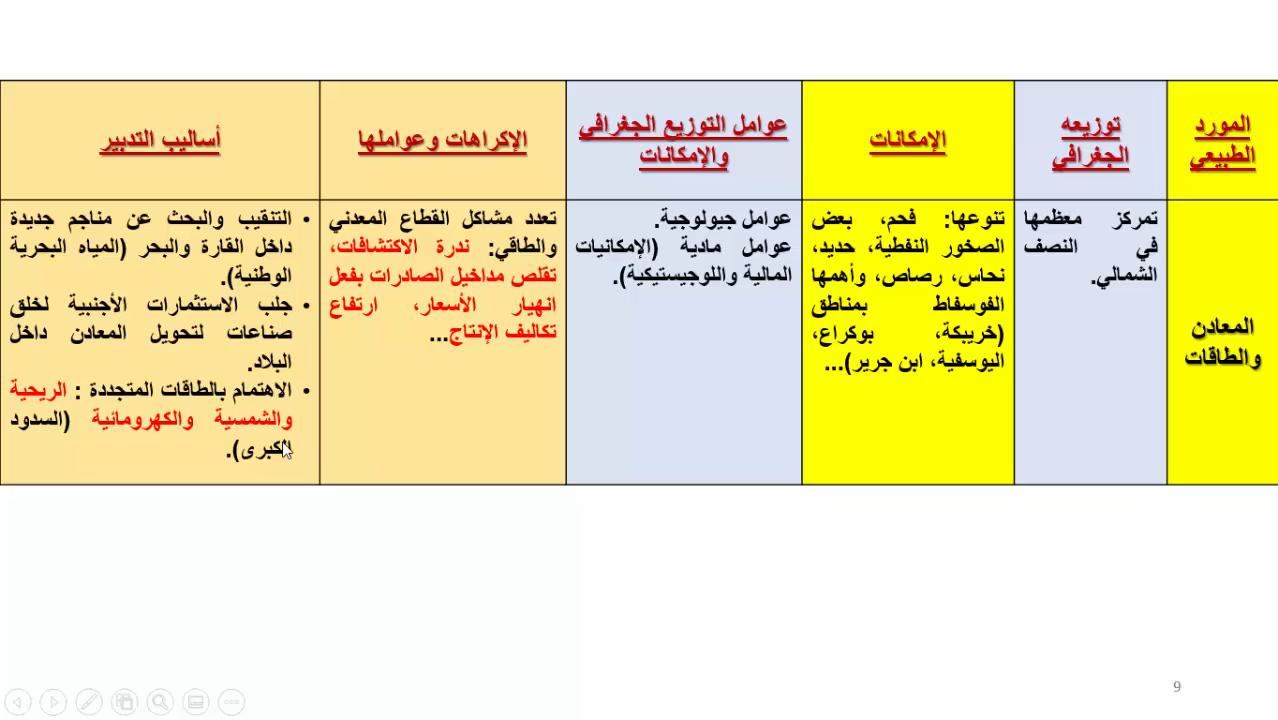 المورد
الطبيعي
توزيعه
الجغرافي
الإمكانات
عوامل التوزيع الجغرافي
والإمكانات
الإكراهات وعواملها
أساليب التدبير
المعادن
والطاقات
تمركز معظمها
في النصف
الشمالي.
تنوعها: فحم، بعض
الصخور النفطية، حديد،
نحاس، رصاص، وأهمها
الفوسفاط بمناطق
(خريبكة، بوكراع،
اليوسفية، ابن جرير)...
عوامل جيولوجية.
عوامل مادية (الإمكانيات
المالية واللوجيستيكية).
تعدد مشاكل القطاع المعدني
والطاقي: ندرة الاكتشافات،
تقلص مداخيل الصادرات بفعل
انهيار الأسعار، ارتفاع
تكاليف الإنتاج...
• التنقيب والبحث عن مناجم جديدة
داخل القارة والبحر (المياه البحرية
الوطنية).
• جلب الاستثمارات الأجنبية لخلق
صناعات لتحويل المعادن داخل
البلاد.
• الاهتمام بالطاقات المتجددة : الريحية
والشمسية والكهرومائية (السدود
الكبرى).
9